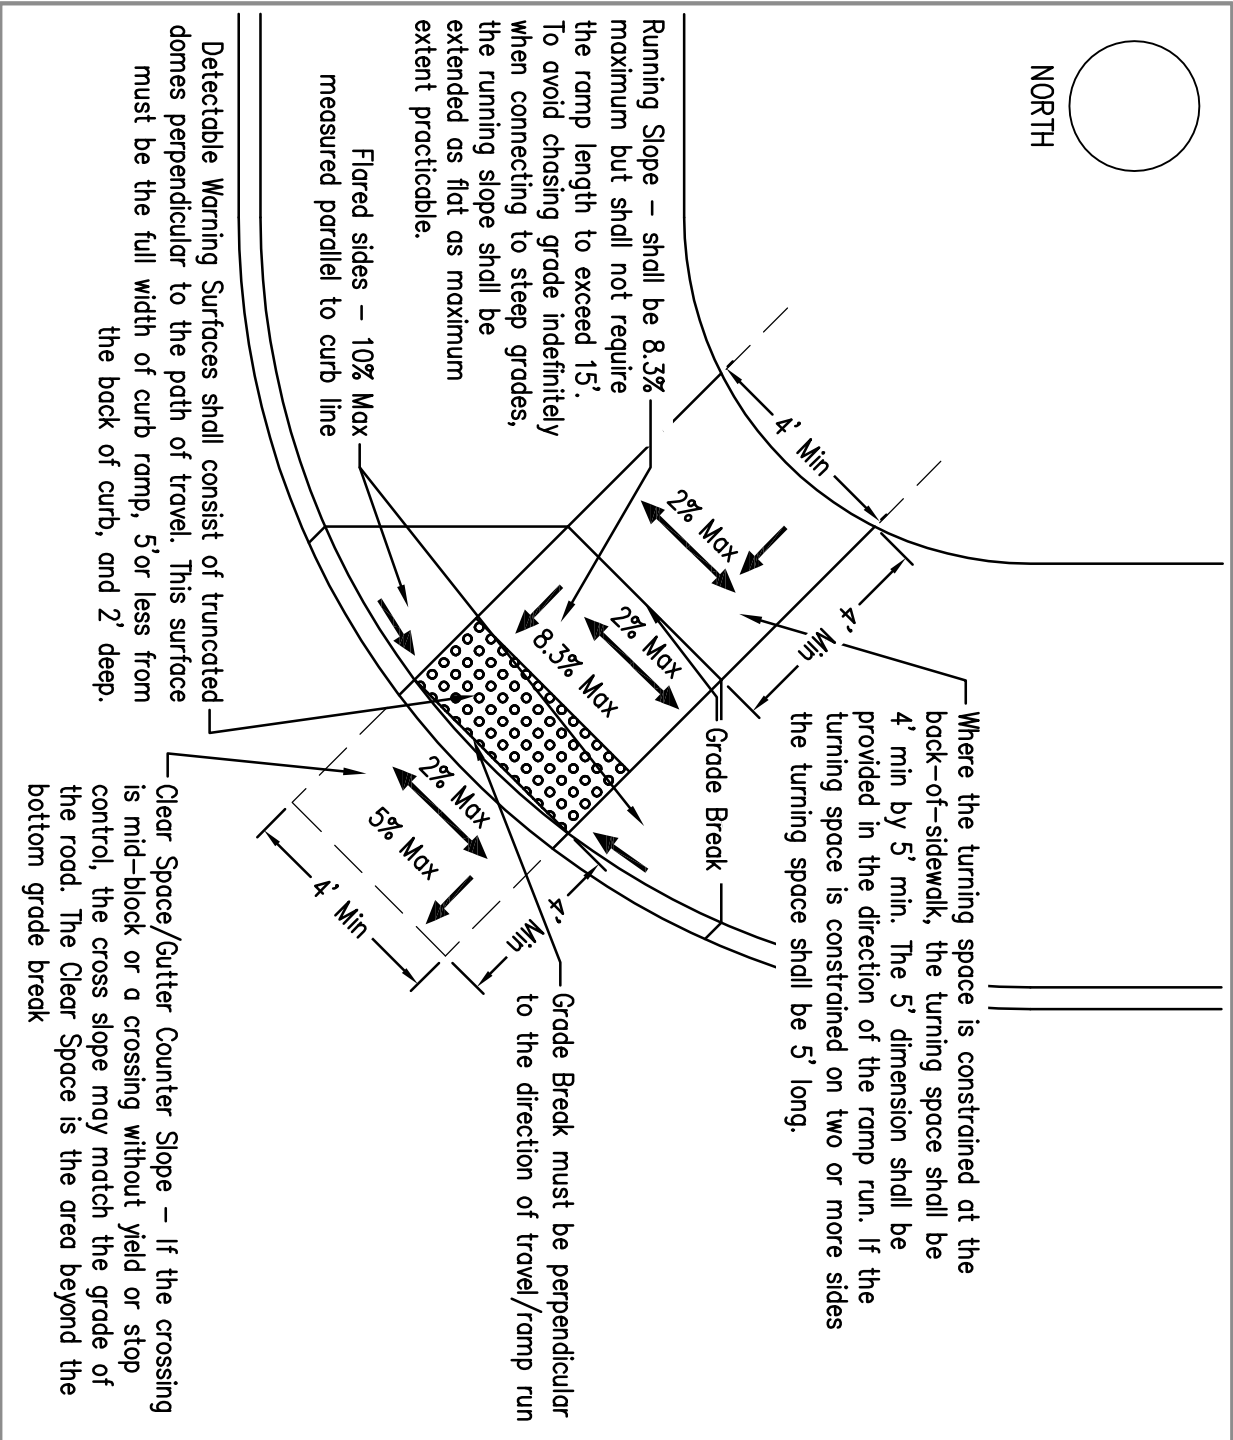 NORTH
Running Slope - shall be 8.3%
maximum but shall not require
the ramp length to exceed 15'.
To avoid chasing grade indefinitely
when connecting to steep grades,
the running slope shall be
extended as flat as maximum
extent practicable.
Flared sides - 10% Max
measured parallel to curb line
Detectable Warning Surfaces shall consist of truncated
domes perpendicular to the path of travel. This surface
must be the full width of curb ramp, 5'or less from
the back of curb, and 2' deep.
4' Min
4' Min
2% Max
2% Max
8.3% Max
Grade Break
2% Max
5% Max
4' Min
4' Min
Where the turning space is constrained at the
back-of-sidewalk, the turning space shall be
4' min by 5' min. The 5' dimension shall be
provided in the direction of the ramp run. If the
turning space is constrained on two or more sides
the turning space shall be 5' long.
Grade Break must be perpendicular
to the direction of travel/ramp run
Clear Space/Gutter Counter Slope - If the crossing
is mid-block or a crossing without yield or stop
control, the cross slope may match the grade of
the road. The Clear Space is the area beyond the
bottom grade break